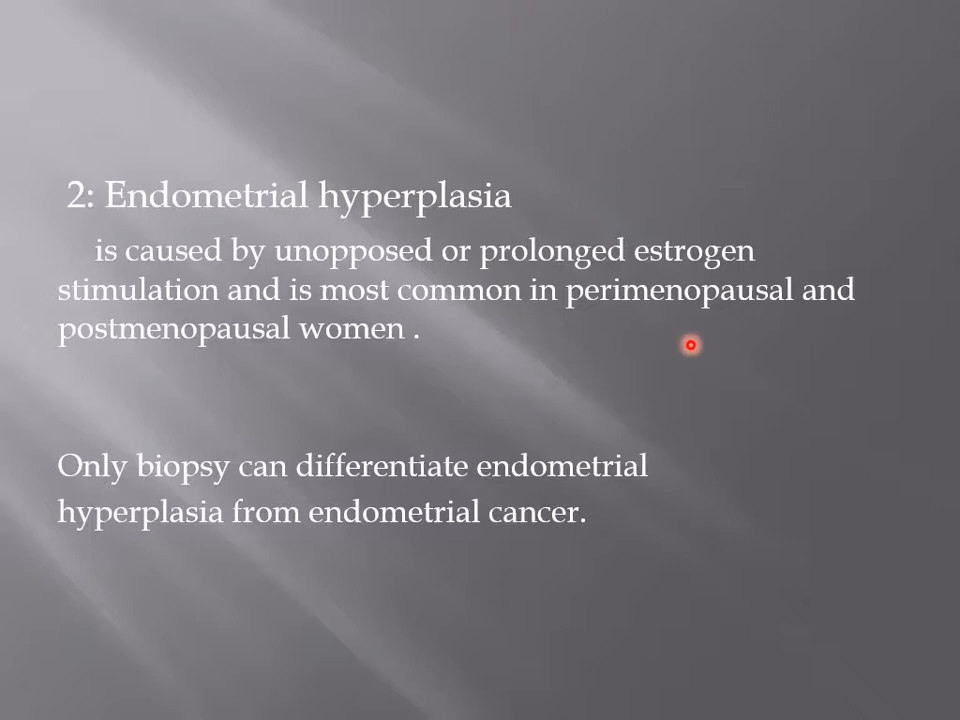 2: Endometrial hyperplasia
is caused by unopposed or prolonged estrogen
stimulation and is most common in perimenopausal and
postmenopausal women .
Only biopsy can differentiate endometrial
hyperplasia from endometrial cancer.